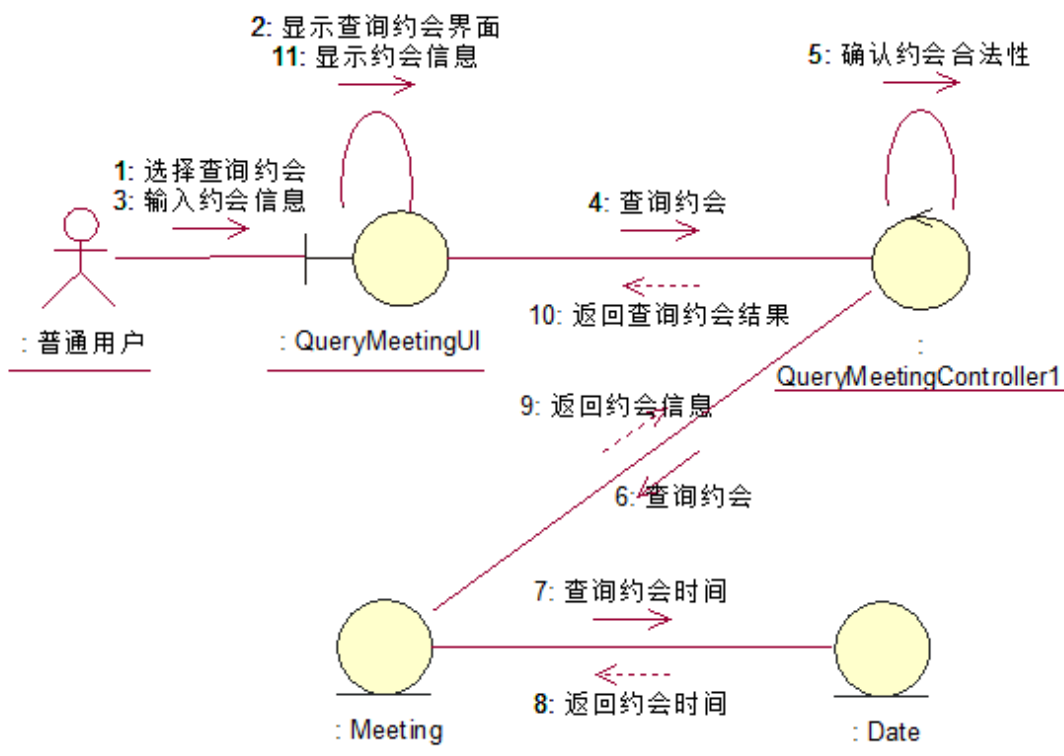 2: 显示查询约会界面
11: 显示约会信息
5: 确认约会合法性
1: 选择查询约会
3: 输入约会信息
4: 查询约会
10: 返回查询约会结果
: 普通用户
: QueryMeetingUI
:
QueryMeetingController1
9: 返回约会信息
6: 查询约会
7: 查询约会时间
8: 返回约会时间
: Meeting
: Date